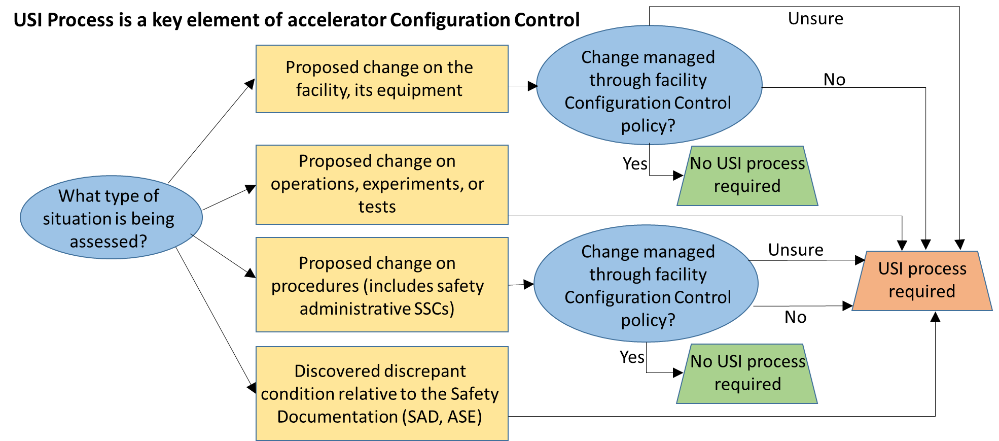 USI Process is a key element of accelerator Configuration Control
What type of
situation is being
assessed?
Proposed change on the
facility, its equipment
Change managed
through facility
Configuration Control
policy?
Unsure
No
Yes
No USI process
required
Proposed change on
operations, experiments, or
tests
Proposed change on
procedures (includes safety
administrative SSCs)
Change managed
through facility
Configuration Control
policy?
Unsure
No
Yes
No USI process
required
USI process
required
Discovered discrepant
condition relative to the Safety
Documentation (SAD, ASE)